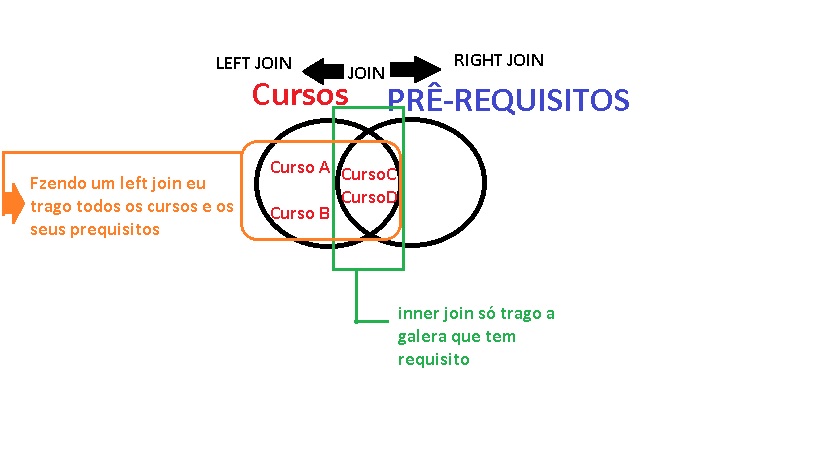 LEFT JOIN
JOIN
RIGHT JOIN
Cursos
PRÊ-REQUISITOS
Curso A
CursoC
CursoD
Curso B
Fzendo um left join eu
trago todos os cursos e os
seus prequisitos
inner join só trago a
galera que tem
requisito